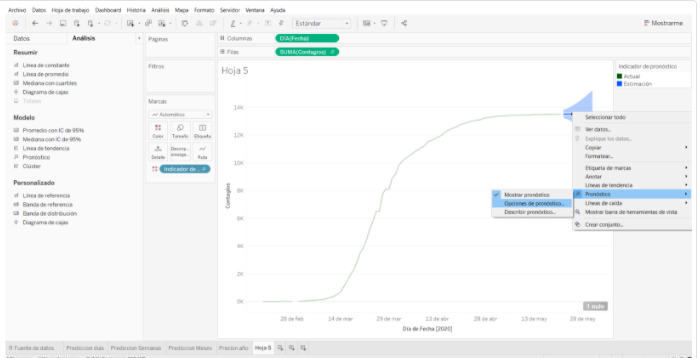 Archivo Datos Hoja de trabajo Dashboard Historia Análisis Mapa Formato Servidor Ventana Ayuda
Estándar
Mostrarme
Datos
Análisis
Páginas
Columnas
DÍA(Fecha)
Filas
SUMA(Contagios)
Resumir
Línea de constante
Línea de promedio
Mediana con cuartiles
Diagrama de cajas
Totales
Modelo
Promedio con IC de 95%
Mediana con IC de 95%
Línea de tendencia
Pronóstico
Clúster
Personalizado
Línea de referencia
Banda de referencia
Banda de distribución
Diagrama de cajas
Filtros
Marcas
Automático
Color
Tamaño
Etiqueta
Detalle
Descrip...
emerge...
Ruta
Indicador de ..
Hoja 5
Contagios
14K
12K
10K
8K
6K
4K
2K
0K
28 de feb
14 de mar
29 de mar
13 de abr
28 de abr
13 de may
28 de may
Día de Fecha [2020]
1 nulo
Indicador de pronóstico
Actual
Estimación
Seleccionar todo
Ver datos...
Explique los datos...
Copiar
Formatear...
Etiqueta de marcas
Anotar
Líneas de tendencia
Pronóstico
Líneas de caída
Mostrar barra de herramientas de vista
Crear conjunto...
Mostrar pronóstico
Opciones de pronóstico...
Describir pronóstico...
Fuente de datos
Prediccion dias
Prediccion Semanas
Prediccion Meses
Precion año
Hoja 5